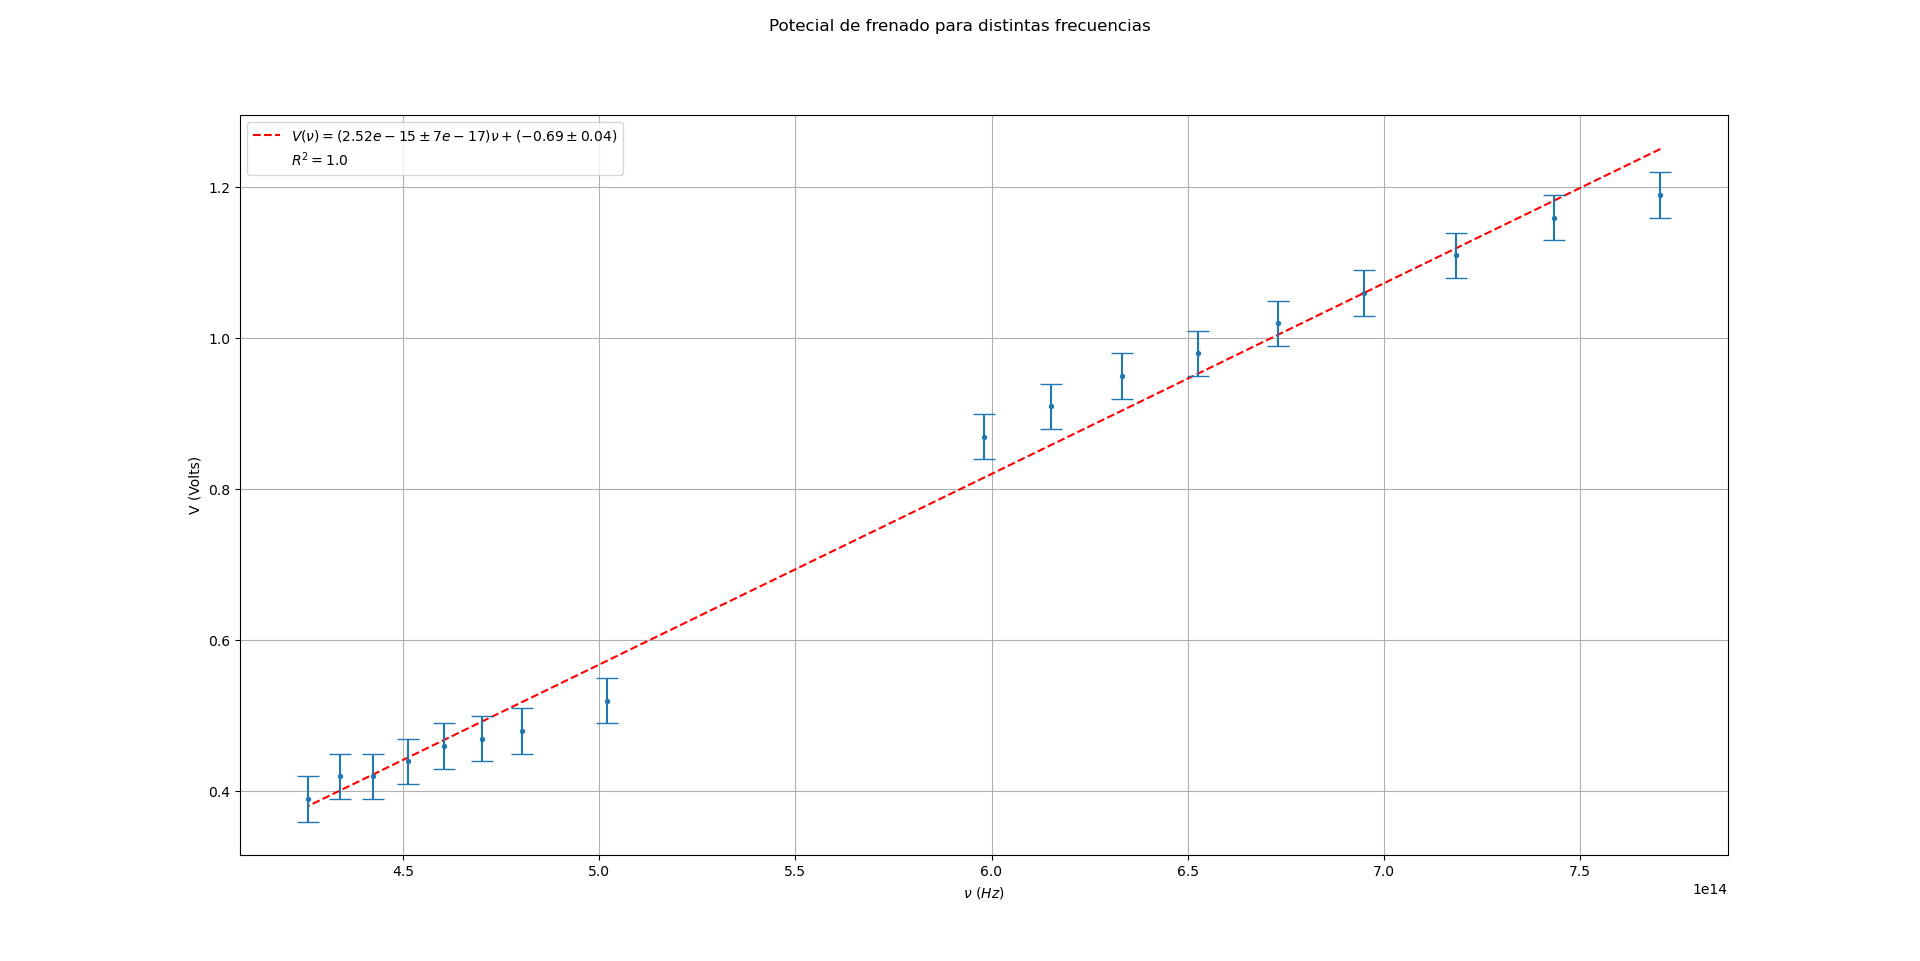 Potecial de frenado para distintas frecuencias
V(ν) = (2.52e − 15 ± 7e − 17)ν + (−0.69 ± 0.04)
R² = 1.0
1.2
1.0
0.8
0.6
0.4
V (Volts)
4.5 5.0 5.5 6.0 6.5 7.0 7.5
1e14
ν (Hz)